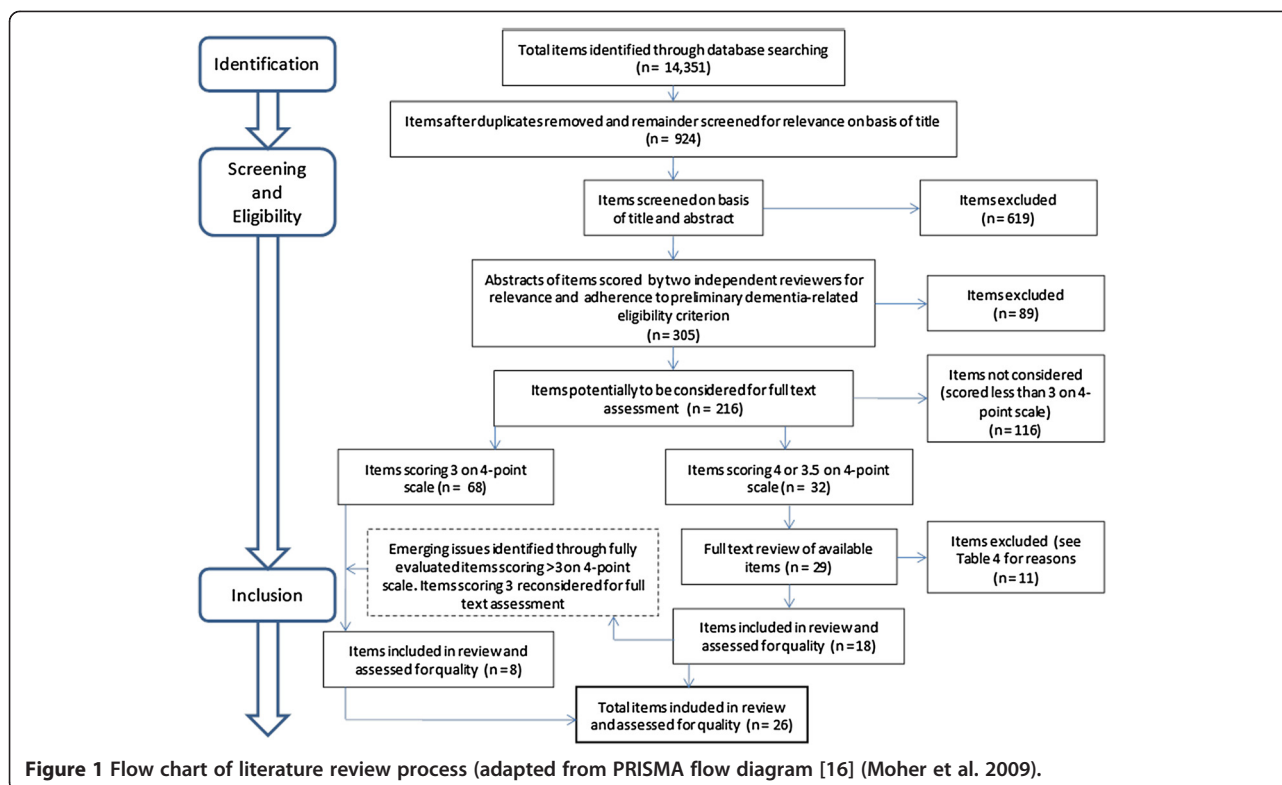 Identification
Total items identified through database searching
(n = 14,351)
Items after duplicates removed and remainder screened for relevance on basis of title
(n = 924)
Screening
and
Eligibility
Items screened on basis
of title and abstract
Items excluded
(n = 619)
Abstracts of items scored by two independent reviewers for
relevance and adherence to preliminary dementia-related
eligibility criterion
(n = 305)
Items excluded
(n = 89)
Items potentially to be considered for full text
assessment (n = 216)
Items not considered
(scored less than 3 on 4-
point scale)
(n = 116)
Items scoring 3 on 4-point
scale (n = 68)
Items scoring 4 or 3.5 on 4-point
scale (n = 32)
Full text review of available
items (n = 29)
Items excluded (see
Table 4 for reasons
(n = 11)
Emerging issues identified through fully
evaluated items scoring >3 on 4-point
scale. Items scoring 3 reconsidered for full
text assessment
Inclusion
Items included in review and
assessed for quality (n = 8)
Items included in review and
assessed for quality (n = 18)
Total items included in review
and assessed for quality (n = 26)
Figure 1 Flow chart of literature review process (adapted from PRISMA flow diagram [16] (Moher et al. 2009).